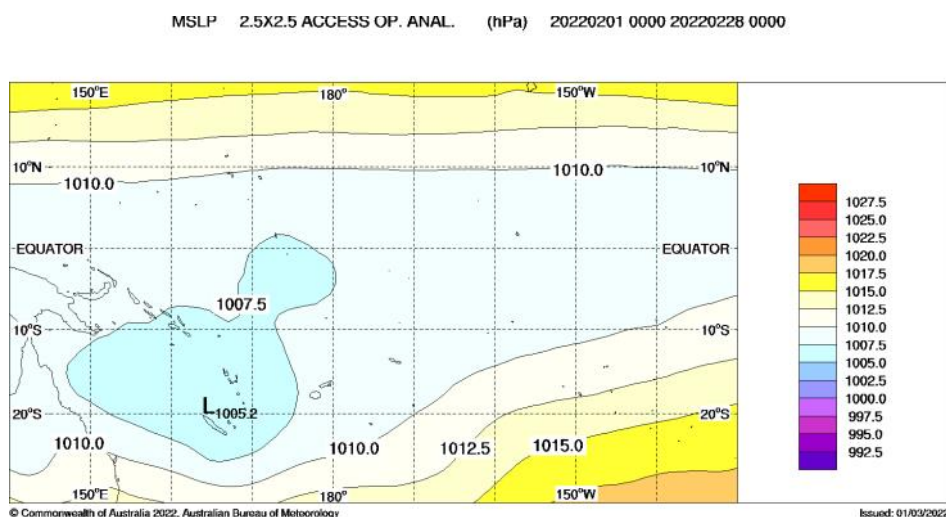 MSLP 2.5X2.5 ACCESS OP. ANAL. (hPa) 20220201 0000 20220228 0000
150°E 180° 150°W
10°N 10°N
1010.0 1010.0
EQUATOR EQUATOR
1007.5
10°S 10°S
L 1005.2
20°S 20°S
1010.0 1010.0 1012.5 1015.0
150°E 180° 150°W
1027.5
1025.0
1022.5
1020.0
1017.5
1015.0
1012.5
1010.0
1007.5
1005.0
1002.5
1000.0
997.5
995.0
992.5
© Commonwealth of Australia 2022, Australian Bureau of Meteorology
Issued: 01/03/2022